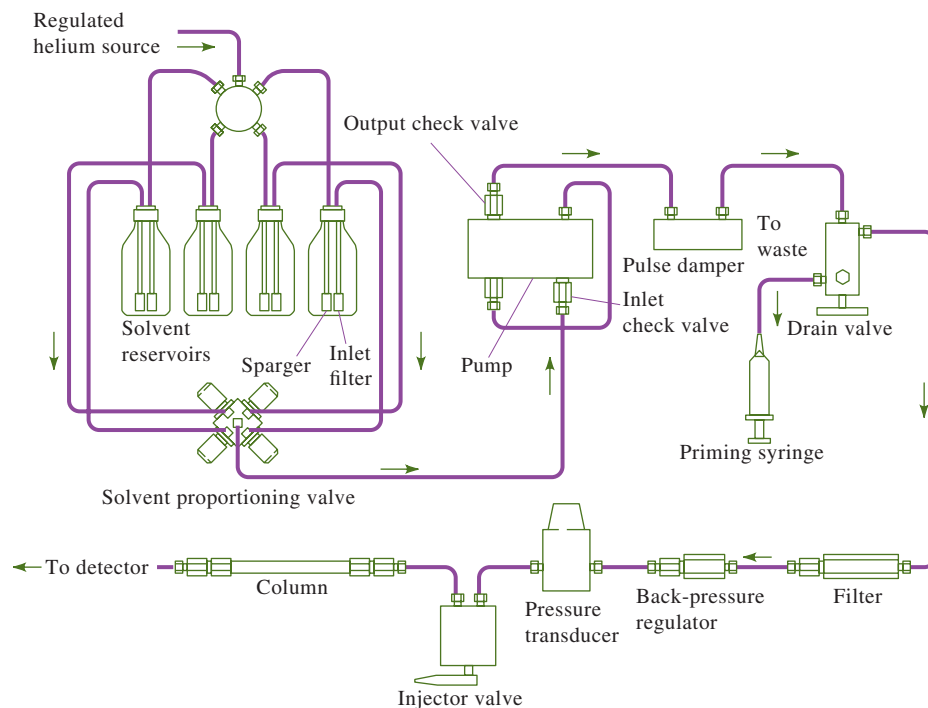 Regulated
helium source
Output check valve
To
waste
Pulse damper
Solvent
reservoirs
Sparger
Inlet
filter
Inlet
check valve
Pump
Drain valve
Priming syringe
Solvent proportioning valve
To detector
Column
Injector valve
Pressure
transducer
Back-pressure
regulator
Filter